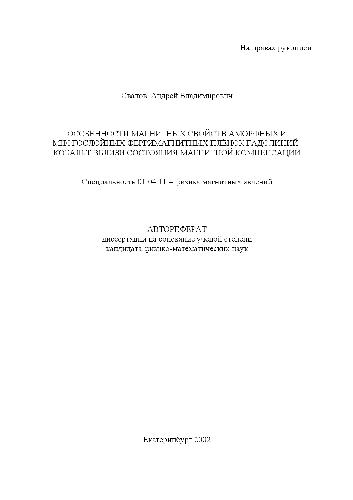 На правах рукописи
Свалов Андрей Владимирович
ОСОБЕННОСТИ МАГНИТНЫХ СВОЙСТВ АМОРФНЫХ И
МНОГОСЛОЙНЫХ ФЕРРИМАГНИТНЫХ ПЛЕНОК ГАДОЛИНИЙ-
КОБАЛЬТ ВБЛИЗИ СОСТОЯНИЯ МАГНИТНОЙ КОМПЕНСАЦИИ
Специальность 01.04.11 – физика магнитных явлений
АВТОРЕФЕРАТ
диссертации на соискание ученой степени
кандидата физико-математических наук
Екатеринбург 2002